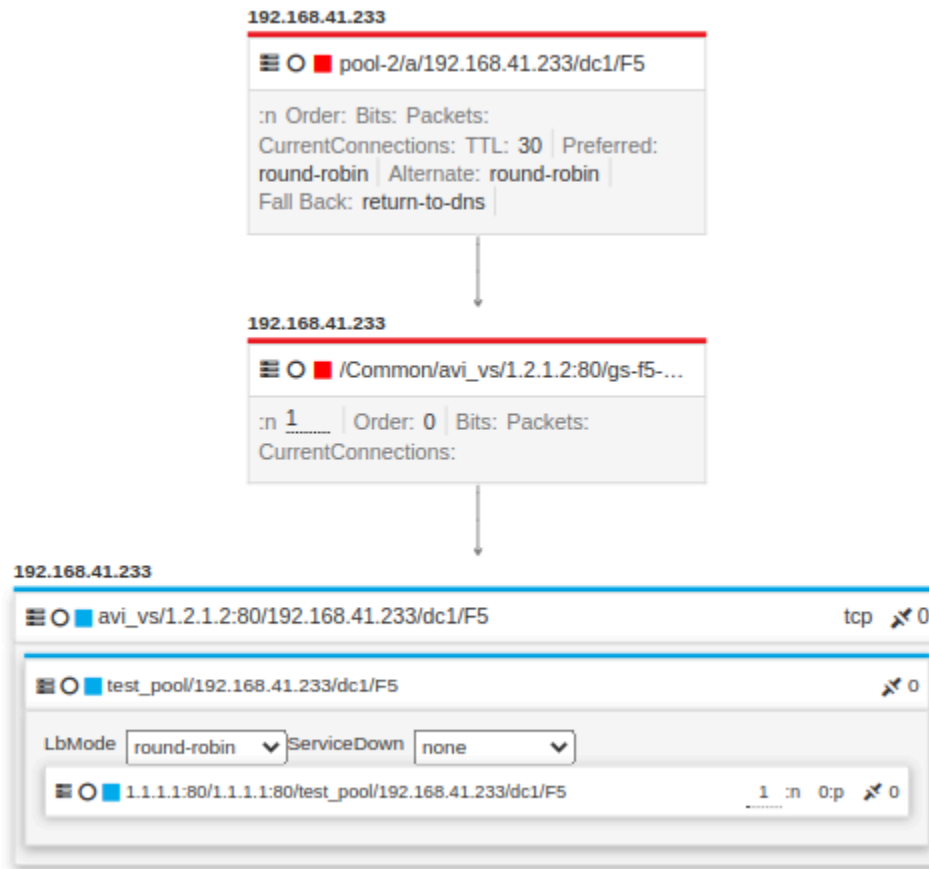 192.168.41.233
pool-2/a/192.168.41.233/dc1/F5
:n Order: Bits: Packets:
CurrentConnections: TTL: 30 Preferred:
round-robin Alternate: round-robin
Fall Back: return-to-dns
192.168.41.233
/Common/avi_vs/1.2.1.2:80/gs-f5-...
:n 1 Order: 0 Bits: Packets:
CurrentConnections:
192.168.41.233
avi_vs/1.2.1.2:80/192.168.41.233/dc1/F5 tcp 0
test_pool/192.168.41.233/dc1/F5 0
LbMode round-robin ServiceDown none
1.1.1.1:80/1.1.1.1:80/test_pool/192.168.41.233/dc1/F5 1 :n 0:p 0